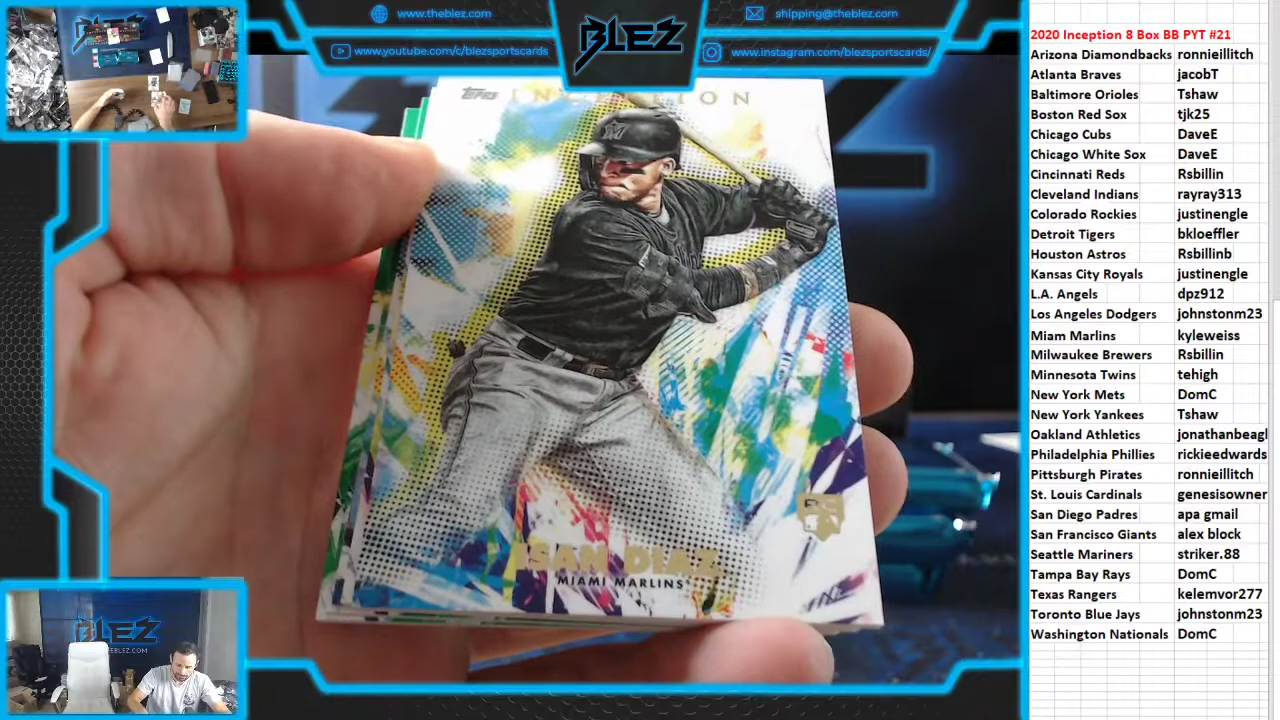 www.theblez.com
BLEZ
shipping@theblez.com
www.youtube.com/c/blezsportscards
www.instagram.com/blezsportscards/
TOPPS INCEPTION
ISAN DIAZ
MIAMI MARLINS
BLEZ
2020 Inception 8 Box BB PYT #21
Arizona Diamondbacks ronnieillitch
Atlanta Braves jacobT
Baltimore Orioles Tshaw
Boston Red Sox tjk25
Chicago Cubs DaveE
Chicago White Sox DaveE
Cincinnati Reds Rsbillin
Cleveland Indians rayray313
Colorado Rockies justinengle
Detroit Tigers bkloeffler
Houston Astros Rsbillinb
Kansas City Royals justinengle
L.A. Angels dpz912
Los Angeles Dodgers johnstonm23
Miam Marlins kyleweiss
Milwaukee Brewers Rsbillin
Minnesota Twins tehigh
New York Mets DomC
New York Yankees Tshaw
Oakland Athletics jonathanbeagl
Philadelphia Phillies rickieedwards
Pittsburgh Pirates ronnieillitch
St. Louis Cardinals genesisowner
San Diego Padres apa gmail
San Francisco Giants alex block
Seattle Mariners striker.88
Tampa Bay Rays DomC
Texas Rangers kelemvor277
Toronto Blue Jays johnstonm23
Washington Nationals DomC